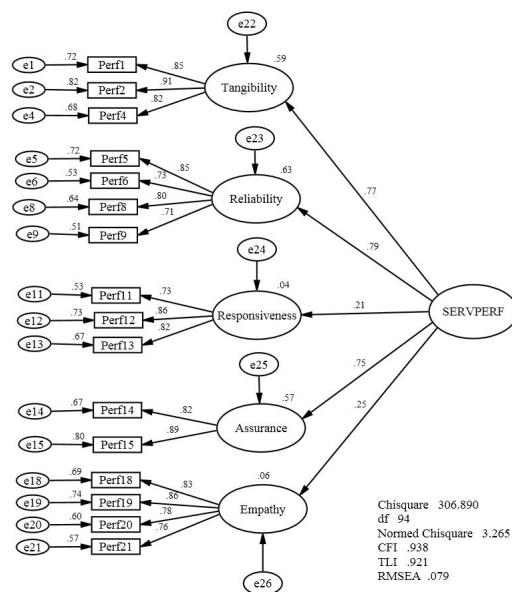 e22
.59
e1 .72 Perf1 .85
e2 .82 Perf2 .91 Tangibility
e4 .68 Perf4 .82
e23
.77
e5 .72 Perf5 .85 .63
e6 .53 Perf6 .73
e8 .64 Perf8 .80 Reliability
e9 .51 Perf9 .71
.79
e24
e11 .53 Perf11 .73 .04
e12 .73 Perf12 .86 Responsiveness .21 SERVPERF
e13 .67 Perf13 .82
e25
.75
e14 .67 Perf14 .82 .57
e15 .80 Perf15 .89 Assurance
.25
e18 .69 Perf18 .83 .06
e19 .74 Perf19 .86
e20 .60 Perf20 .78 Empathy
e21 .57 Perf21 .76
e26
Chisquare 306.890
df 94
Normed Chisquare 3.265
CFI .938
TLI .921
RMSEA .079